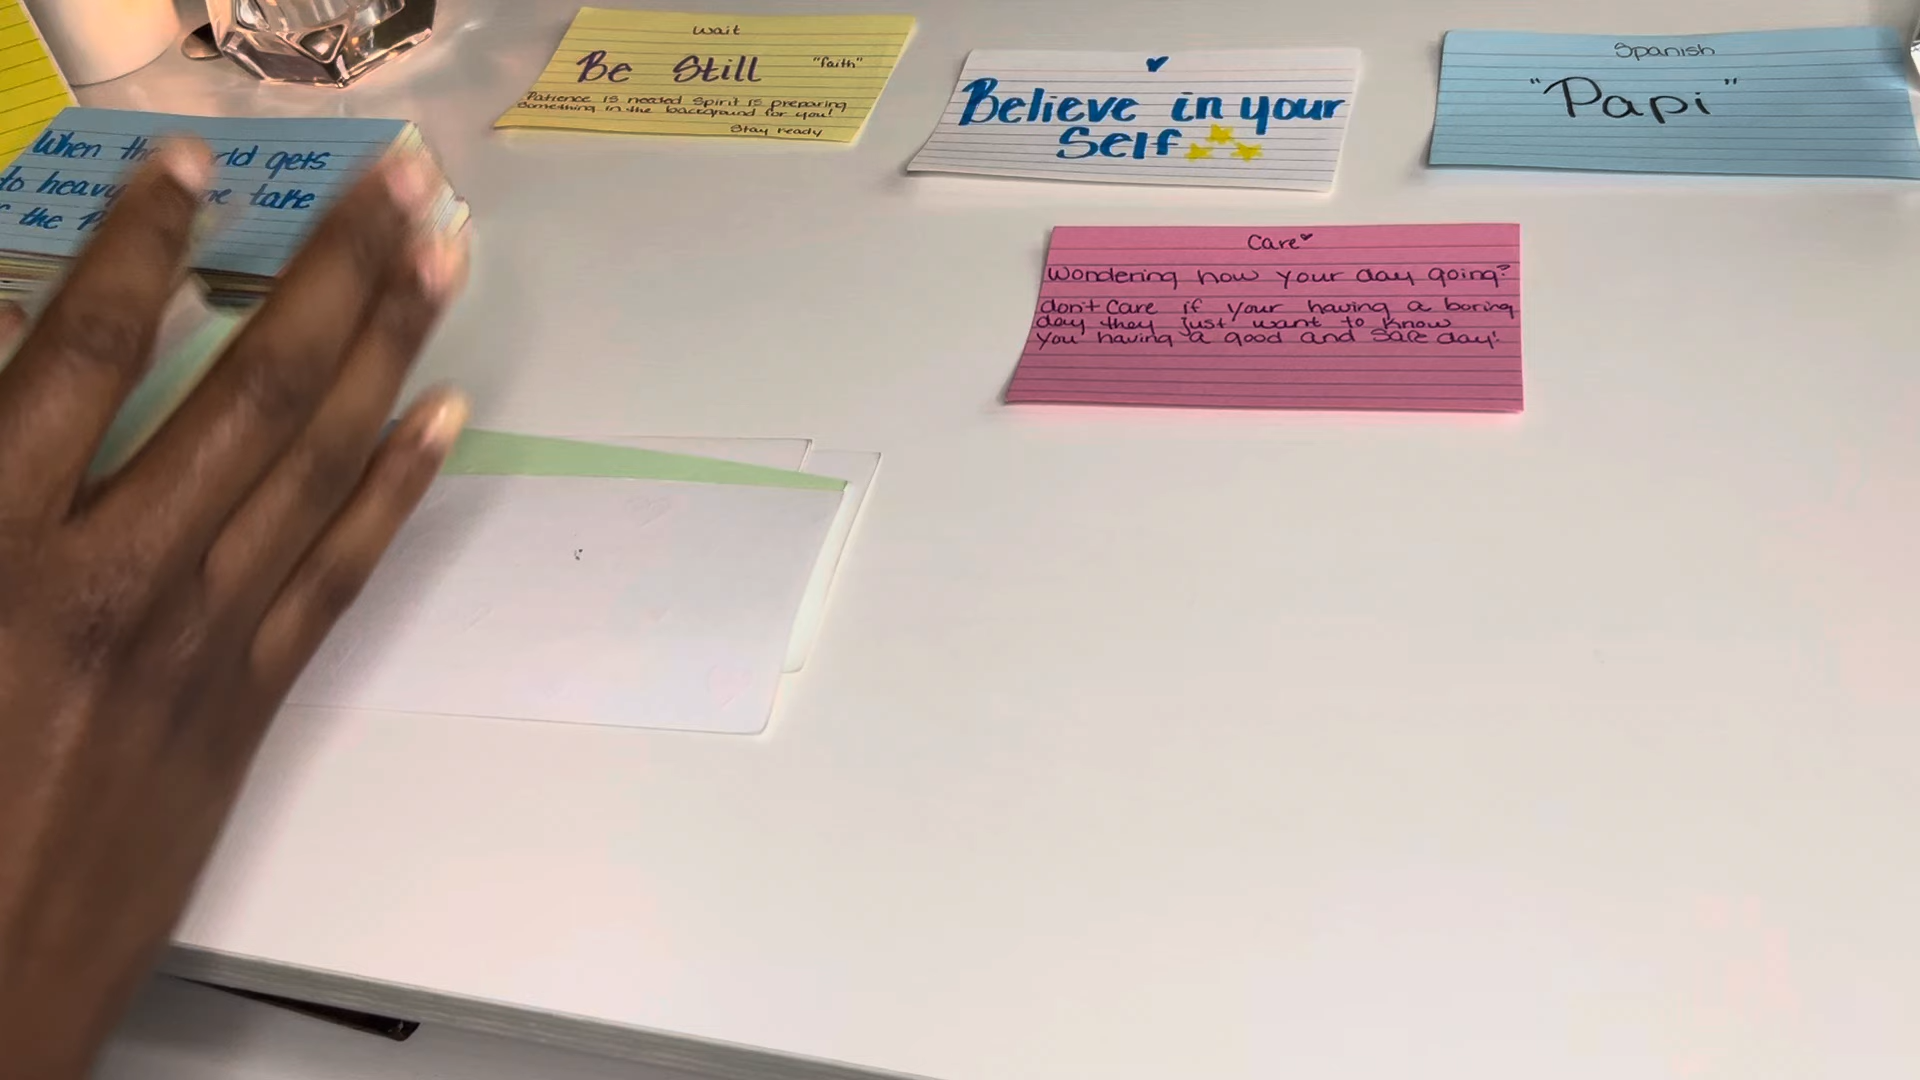 wait
Be Still "faith"
Patience is needed Spirit is preparing
Something in the background for you!
Stay ready
Believe in your
Self
Spanish
"Papi"
When the gets
to heavy take
the
Care
Wondering how your day going?
don't care if your having a boring
day they just want to know
you having a good and safe day!